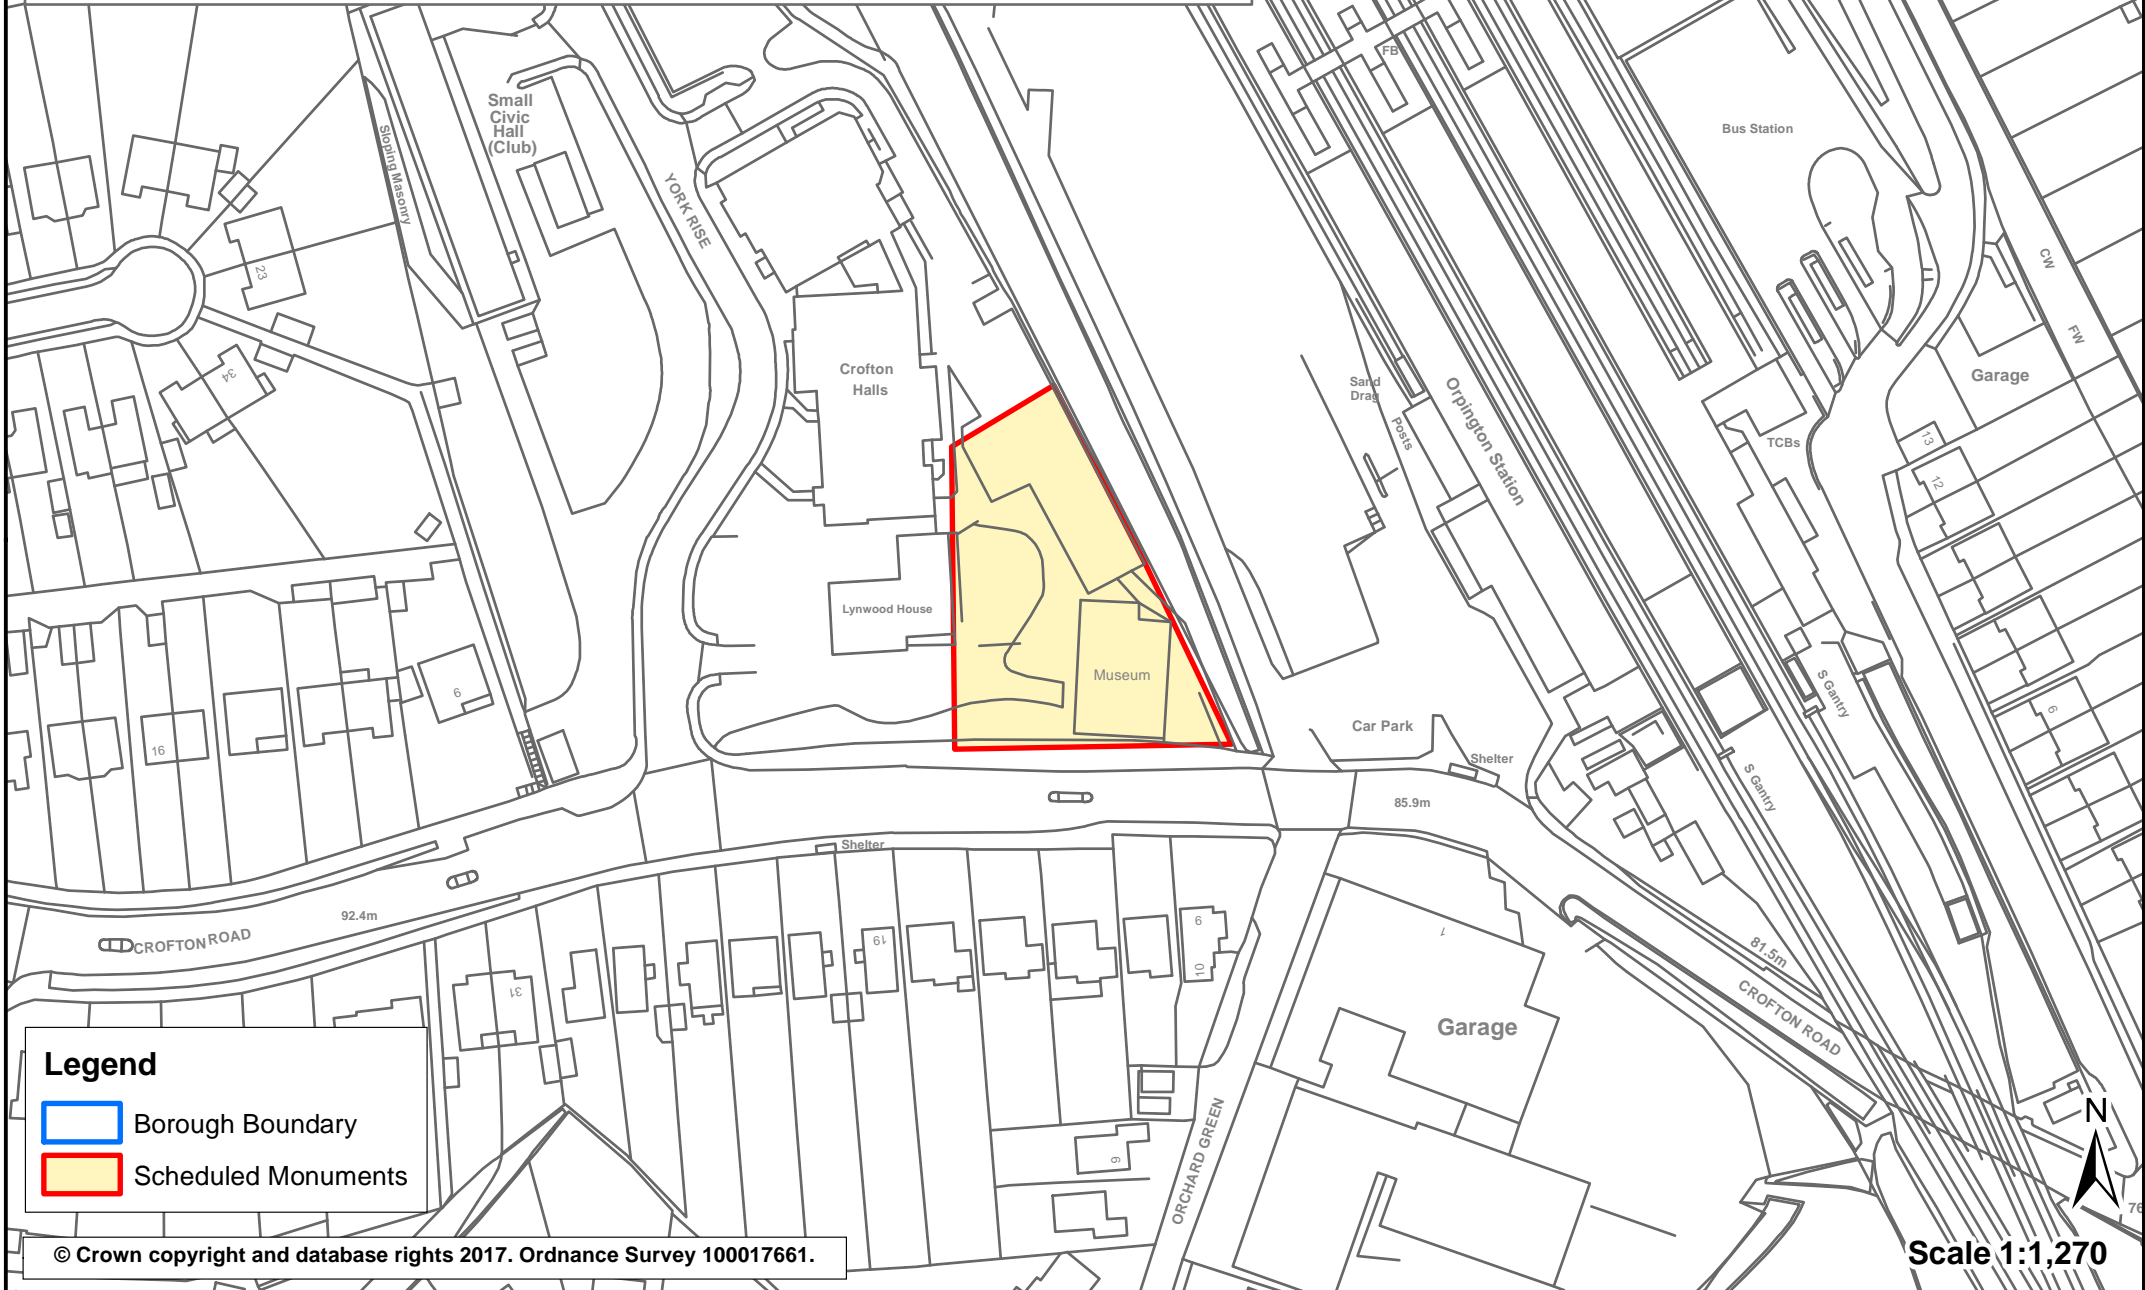 FB
Small
Civic
Hall
(Club)
Bus Station
Sloping Masonry
YORK RISE
23
CW
FW
34
Crofton
Halls
Sand
Drag
Posts
Orpington Station
Garage
TCBs
13
12
Lynwood House
Museum
9
16
Car Park
Shelter
S Gantry
S Gantry
6
85.9m
Shelter
92.4m
CROFTON ROAD
19
9
10
1
31
81.5m
CROFTON ROAD
Garage
ORCHARD GREEN
6
N
76
Legend
Borough Boundary
Scheduled Monuments
© Crown copyright and database rights 2017. Ordnance Survey 100017661.
Scale 1:1,270